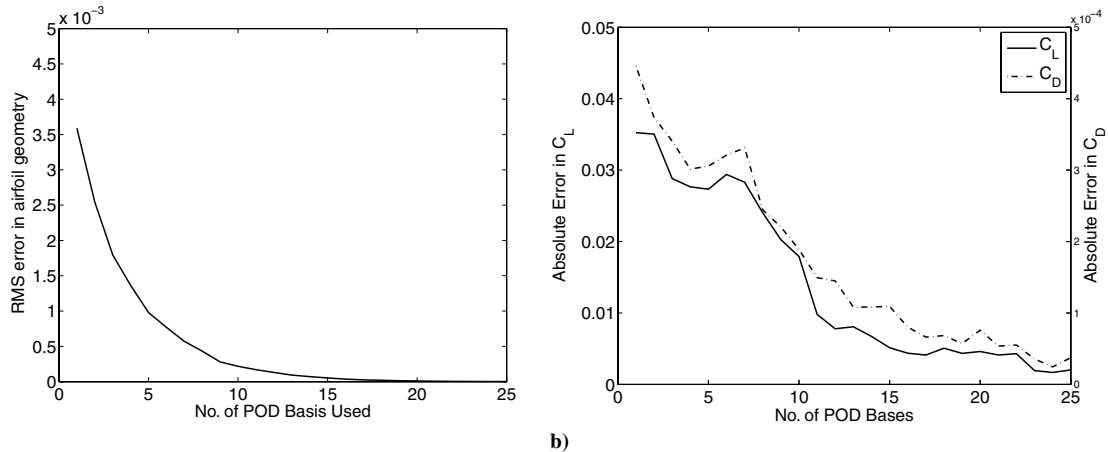 x 10⁻³
5
4.5
4
3.5
3
2.5
2
1.5
1
0.5
0
RMS error in airfoil geometry
0 5 10 15 20 25
No. of POD Basis Used
0.05
0.04
0.03
0.02
0.01
0
Absolute Error in C_L
C_L
C_D
x10⁻⁴
5
4
3
2
1
0
Absolute Error in C_D
0 5 10 15 20 25
No. of POD Bases
b)